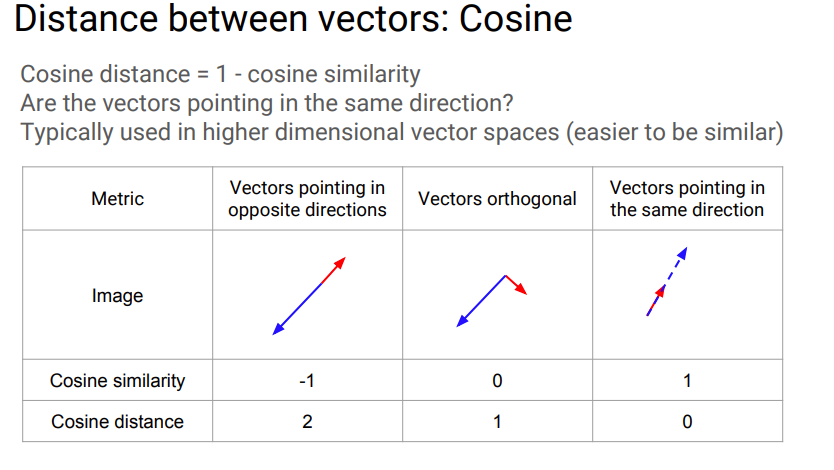 Distance between vectors: Cosine
Cosine distance = 1 - cosine similarity
Are the vectors pointing in the same direction?
Typically used in higher dimensional vector spaces (easier to be similar)
Metric
Vectors pointing in
opposite directions
Vectors orthogonal
Vectors pointing in
the same direction
Image
Cosine similarity
-1
0
1
Cosine distance
2
1
0